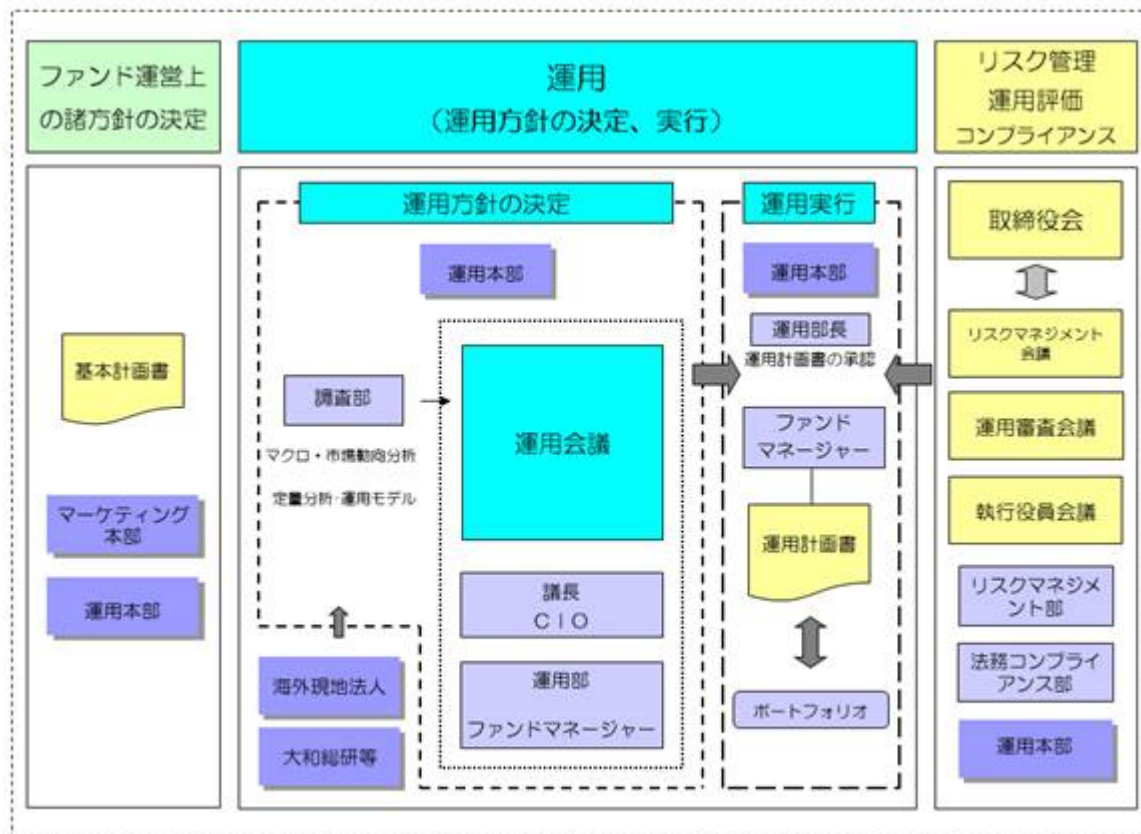 ファンド運営上
の諸方針の決定
運用
（運用方針の決定、実行）
リスク管理
運用評価
コンプライアンス
基本計画書
マーケティング
本部
運用本部
運用方針の決定
運用本部
調査部
マクロ・市場動向分析
定量分析･運用モデル
運用会議
議長
ＣＩＯ
運用部
ファンドマネージャー
海外現地法人
大和総研等
運用実行
運用本部
運用部長
運用計画書の承認
ファンド
マネージャー
運用計画書
ポートフォリオ
取締役会
リスクマネジメント
会議
運用審査会議
執行役員会議
リスクマネジメ
ント部
法務コンプライ
アンス部
運用本部